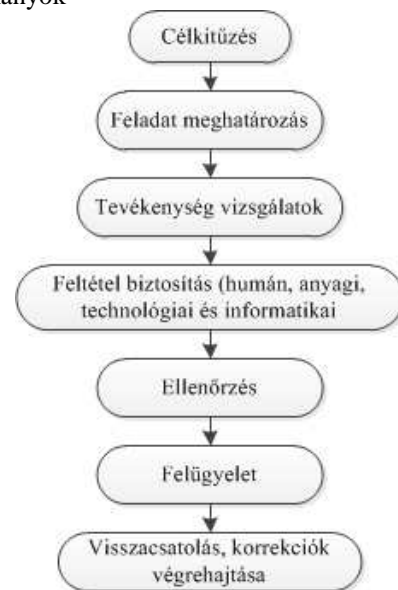 Célkitűzés
Feladat meghatározás
Tevékenység vizsgálatok
Feltétel biztosítás (humán, anyagi,
technológiai és informatikai
Ellenőrzés
Felügyelet
Visszacsatolás, korrekciók
végrehajtása